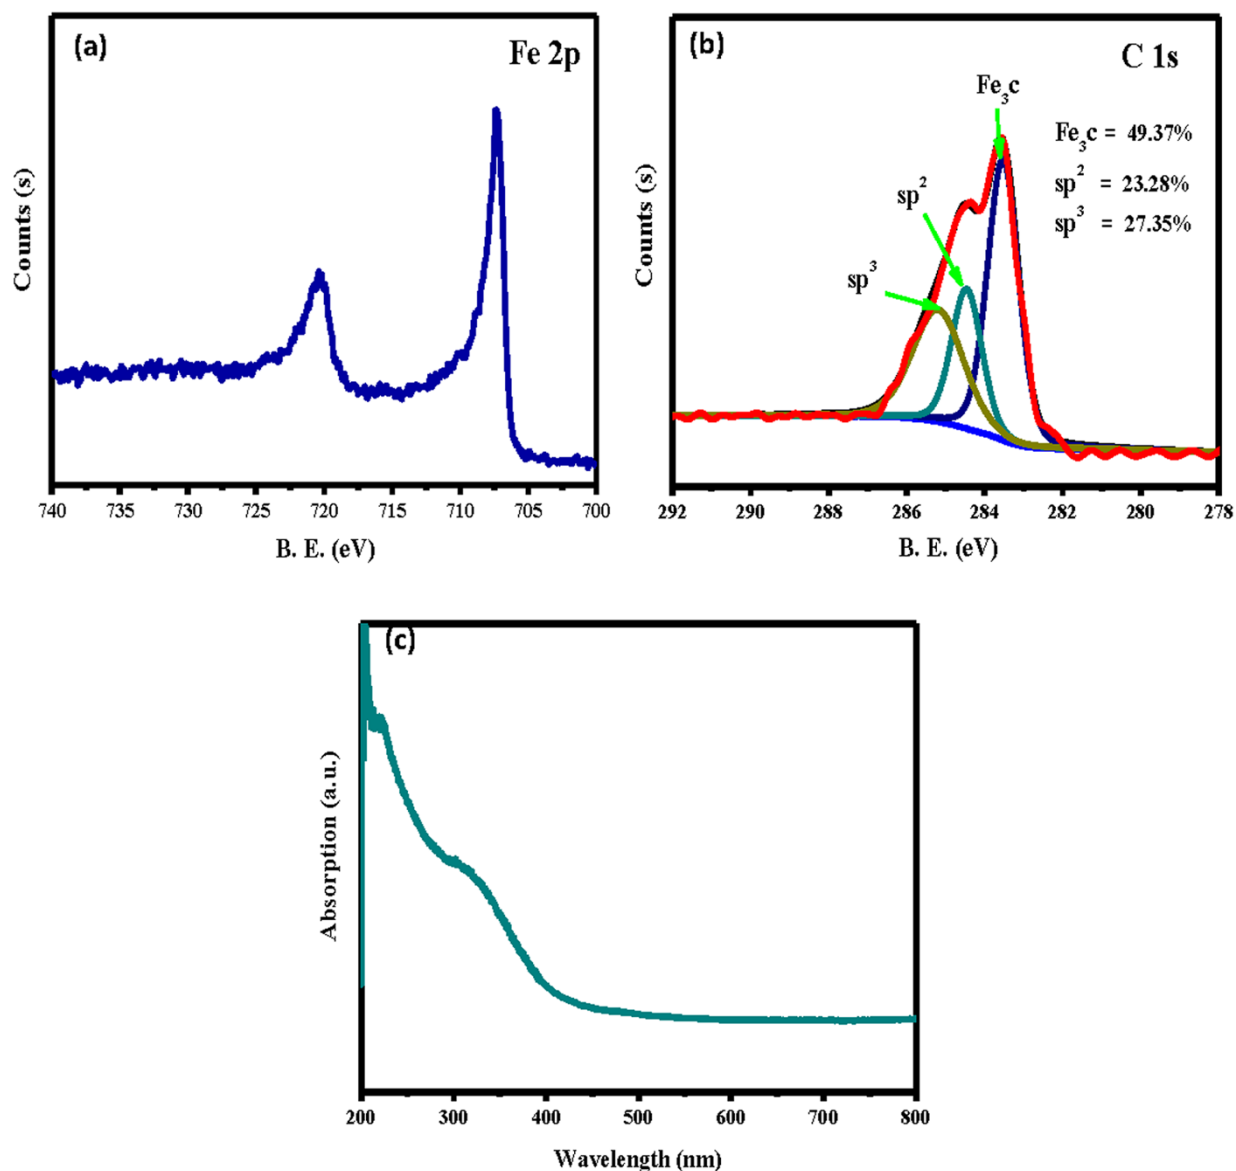 (a)
Fe 2p
Counts (s)
740 735 730 725 720 715 710 705 700
B. E. (eV)
(b)
C 1s
Fe₃c
Fe₃c = 49.37%
sp² = 23.28%
sp³ = 27.35%
sp²
sp³
Counts (s)
292 290 288 286 284 282 280 278
B. E. (eV)
(c)
Absorption (a.u.)
200 300 400 500 600 700 800
Wavelength (nm)